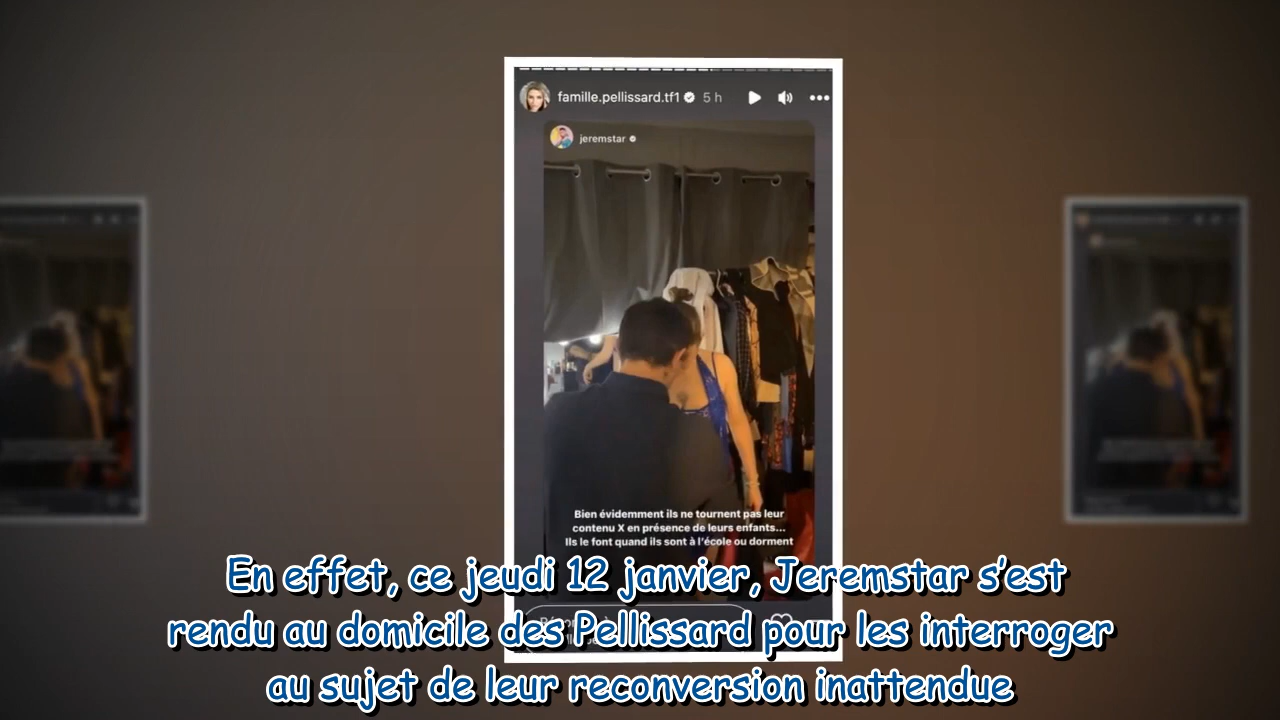 famille.pellissard.tf1 5 h
jeremstar
Bien évidemment ils ne tournent pas leur
contenu X en présence de leurs enfants...
Ils le font quand ils sont à l'école ou dorment
En effet, ce jeudi 12 janvier, Jeremstar s'est
rendu au domicile des Pellissard pour les interroger
au sujet de leur reconversion inattendue